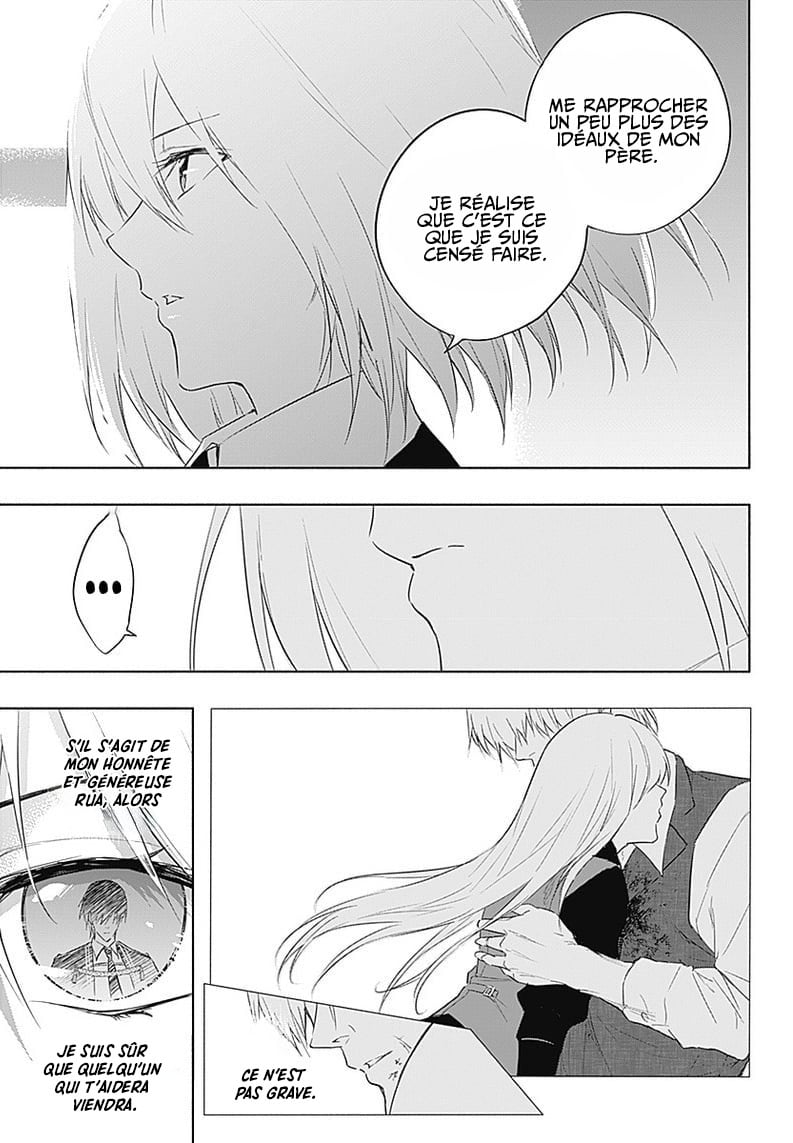 ME RAPPROCHER
UN PEU PLUS DES
IDÉAUX DE MON
PÈRE.
JE RÉALISE
QUE C'EST CE
QUE JE SUIS
CENSÉ FAIRE.
...
CE N'EST
PAS GRAVE.
S'IL S'AGIT DE
MON HONNÊTE
ET-GÉNÉREUSE
RUA, ALORS
JE SUIS SÛR
QUE QUELQU'UN
QUI T'AIDERA
VIENDRA.